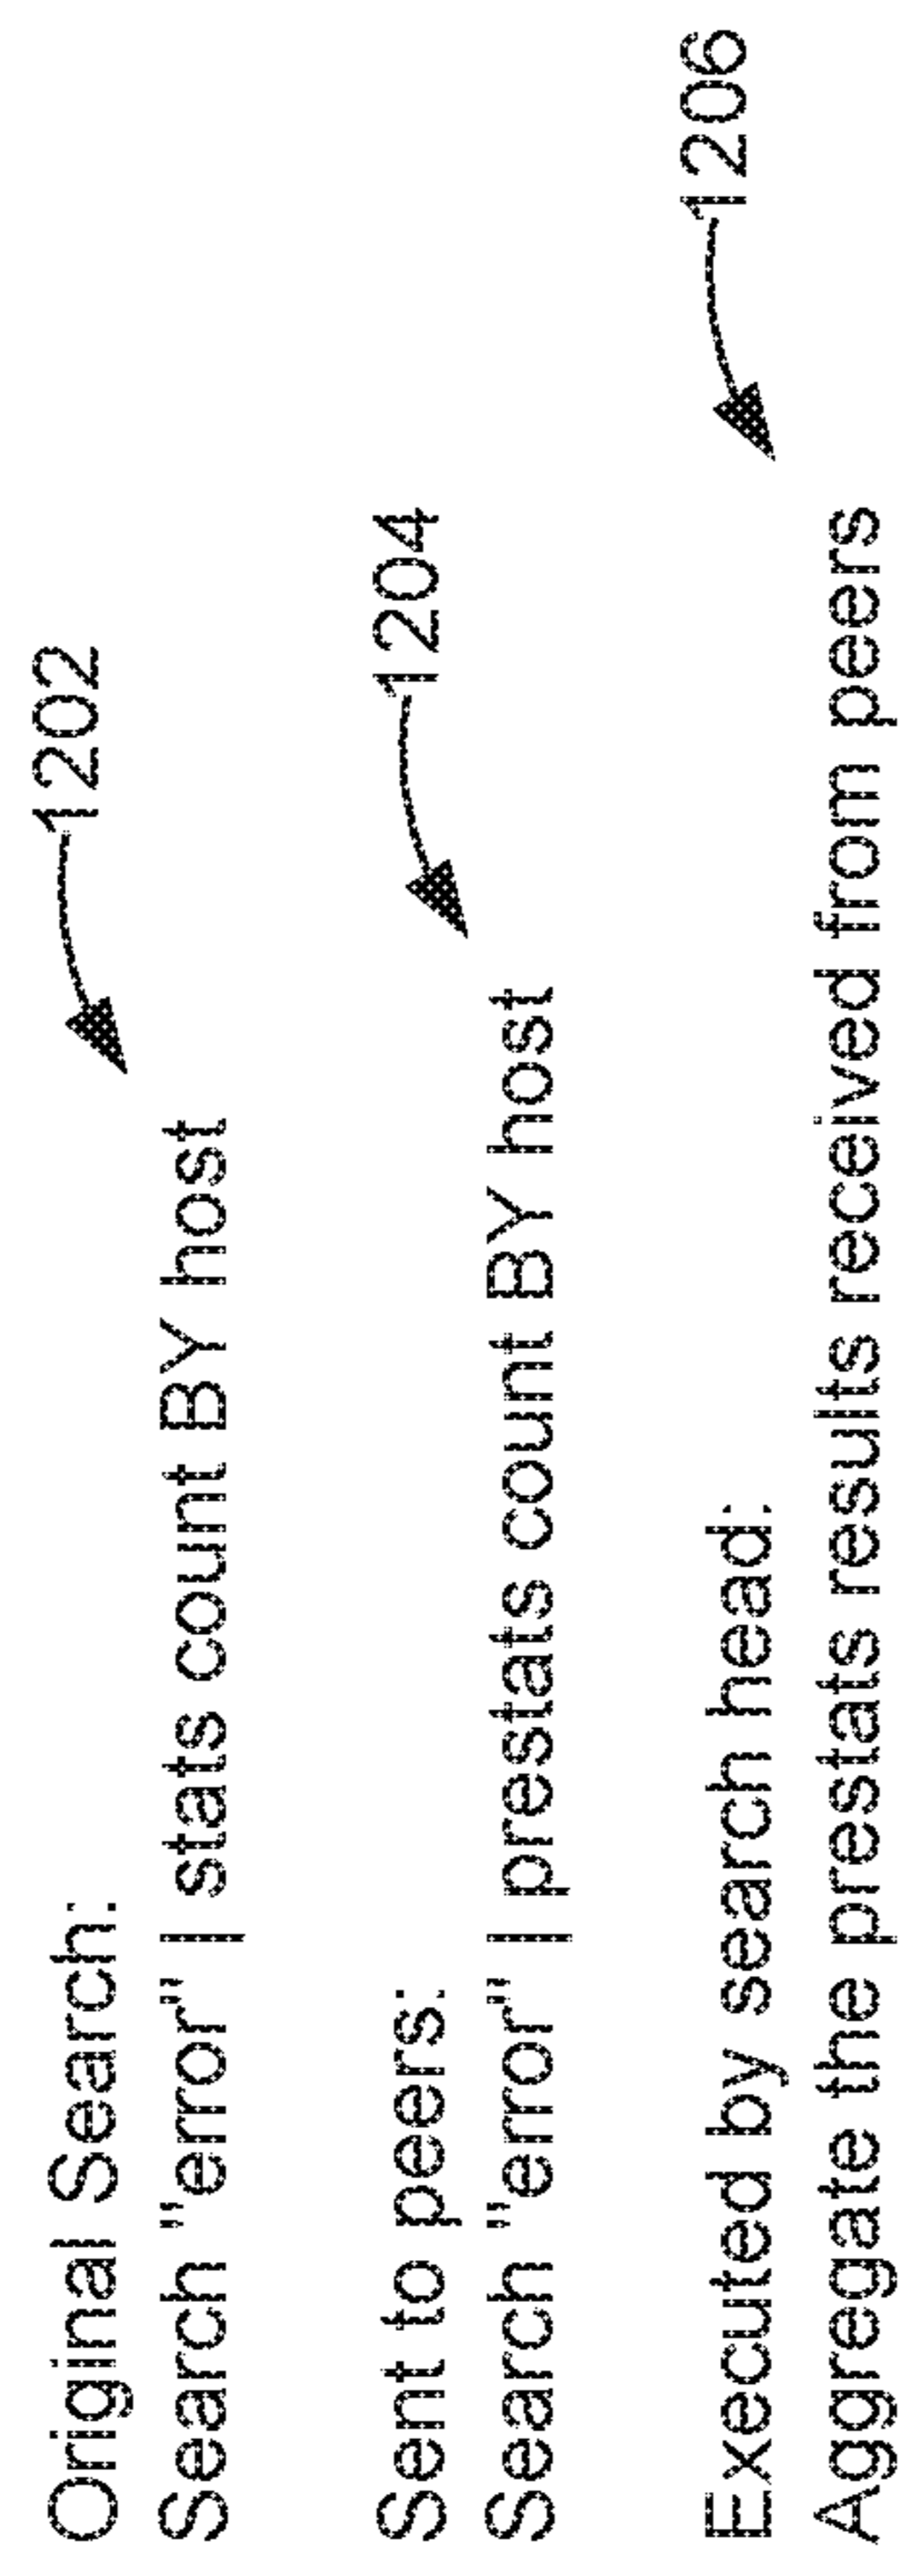 Original Search:
1202
Search "error" | stats count BY host
Sent to peers:
1204
Search "error" | prestats count BY host
Executed by search head:
1206
Aggregate the prestats results received from peers